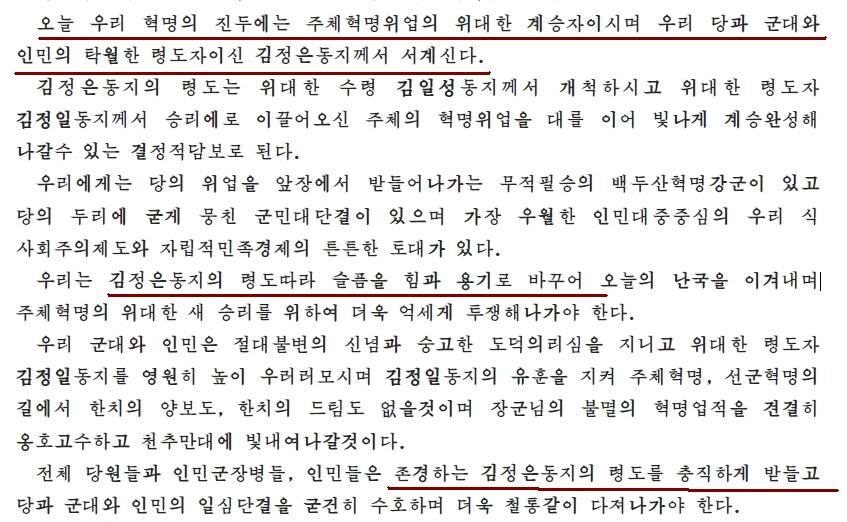 오늘 우리 혁명의 진두에는 주체혁명위업의 위대한 계승자이시며 우리 당과 군대와
인민의 탁월한 령도자이신 김정은동지께서 서계신다.
김정은동지의 령도는 위대한 수령 김일성동지께서 개척하시고 위대한 령도자
김정일동지께서 승리에로 이끌어오신 주체의 혁명위업을 대를 이어 빛나게 계승완성해
나갈수 있는 결정적담보로 된다.
우리에게는 당의 위업을 앞장에서 받들어나가는 무적필승의 백두산혁명강군이 있고
당의 두리에 굳게 뭉친 군민대단결이 있으며 가장 우월한 인민대중중심의 우리 식
사회주의제도와 자립적민족경제의 튼튼한 토대가 있다.
우리는 김정은동지의 령도따라 슬픔을 힘과 용기로 바꾸어 오늘의 난국을 이겨내며
주체혁명의 위대한 새 승리를 위하여 더욱 억세게 투쟁해나가야 한다.
우리 군대와 인민은 절대불변의 신념과 숭고한 도덕의리심을 지니고 위대한 령도자
김정일동지를 영원히 높이 우러러모시며 김정일동지의 유훈을 지켜 주체혁명, 선군혁명의
길에서 한치의 양보도, 한치의 드팀도 없을것이며 장군님의 불멸의 혁명업적을 견결히
옹호고수하고 천추만대에 빛내여나갈것이다.
전체 당원들과 인민군장병들, 인민들은 존경하는 김정은동지의 령도를 충직하게 받들고
당과 군대와 인민의 일심단결을 굳건히 수호하며 더욱 철통같이 다져나가야 한다.